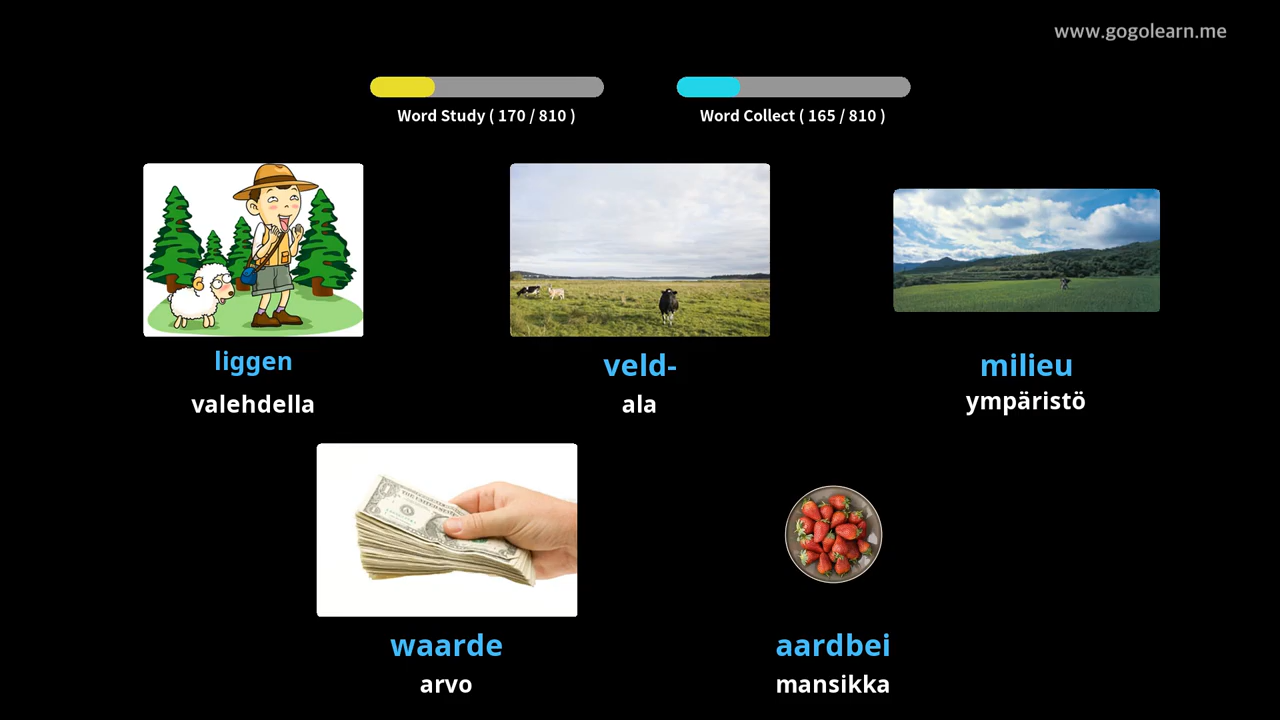 www.gogolearn.me
Word Study ( 170 / 810 )
Word Collect ( 165 / 810 )
liggen
valehdella
veld-
ala
milieu
ympäristö
waarde
arvo
aardbei
mansikka